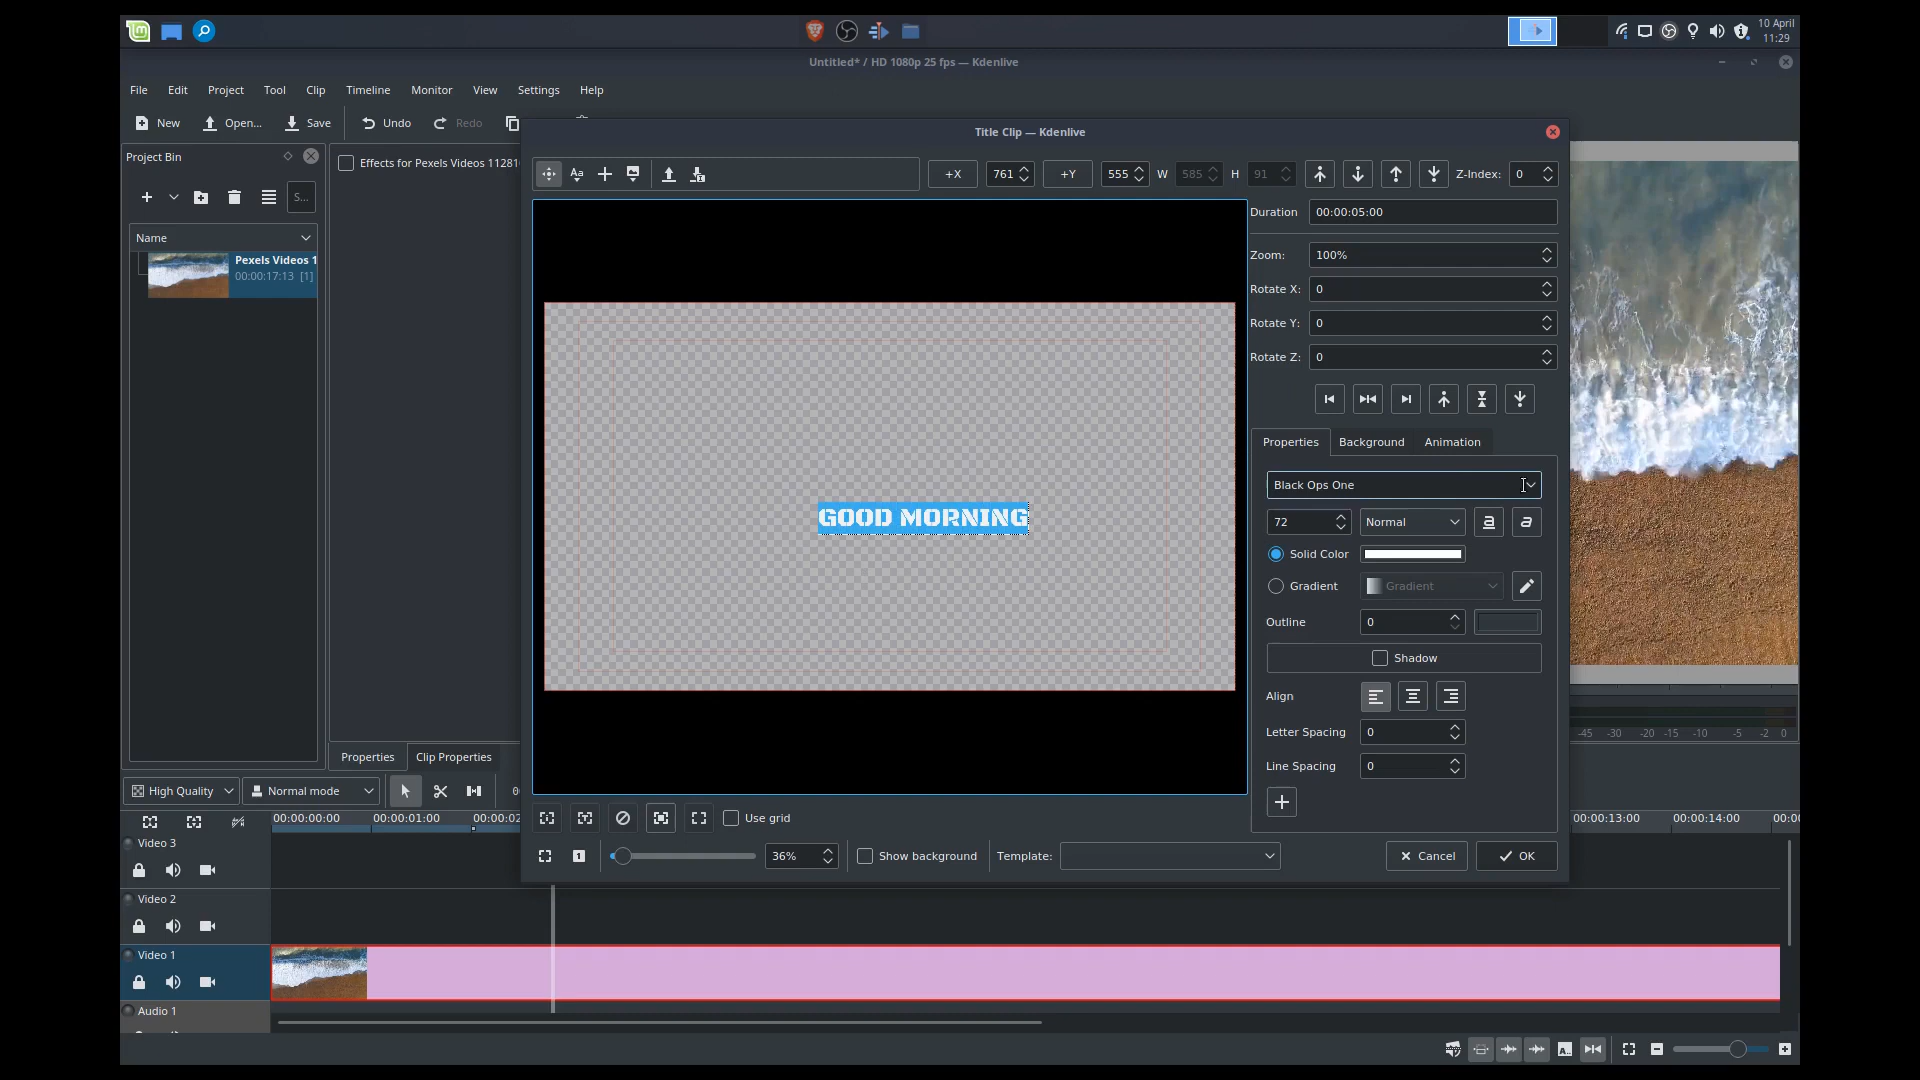 10 April
11:29
Untitled* / HD 1080p 25 fps — Kdenlive
File Edit Project Tool Clip Timeline Monitor View Settings Help
New Open... Save Undo Redo
Title Clip — Kdenlive
Project Bin
Effects for Pexels Videos 11281
+X 761 +Y 555 W 585 H 91 Z-Index: 0
S...
Duration 00:00:05:00
Name
Pexels Videos 1
00:00:17:13 [1]
Zoom: 100%
Rotate X: 0
Rotate Y: 0
Rotate Z: 0
Properties Background Animation
Black Ops One
GOOD MORNING
72 Normal a a
Solid Color
Gradient Gradient
Outline 0
Shadow
Align
Letter Spacing 0
-45 -30 -20 -15 -10 -5 -2 0
Line Spacing 0
Properties Clip Properties
High Quality Normal mode
Use grid
00:00:00:00 00:00:01:00 00:00:02 00:00:13:00 00:00:14:00 00:0
36% Show background Template: Cancel OK
Video 3
Video 2
Video 1
Audio 1